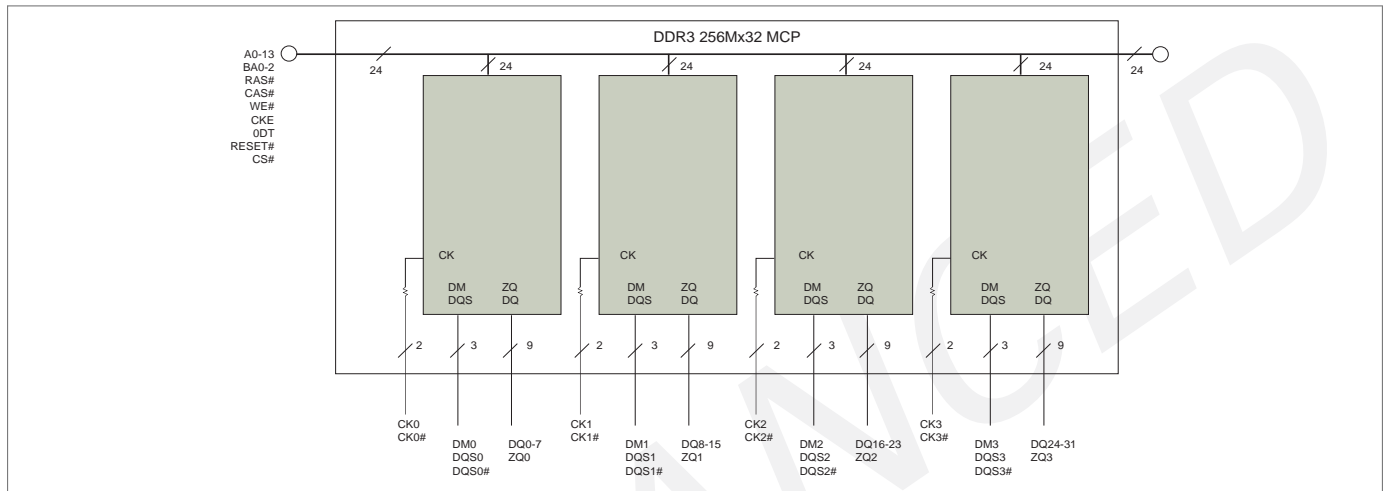 DDR3 256Mx32 MCP
A0-13
BA0-2
RAS#
CAS#
WE#
CKE
0DT
RESET#
CS#
24
24
24
24
24
24
CK
CK
CK
CK
DM ZQ
DQS DQ
DM ZQ
DQS DQ
DM ZQ
DQS DQ
DM ZQ
DQS DQ
2 3 9 2 3 9 2 3 9 2 3 9
CK0
CK0#
DM0
DQS0
DQS0#
DQ0-7
ZQ0
CK1
CK1#
DM1
DQS1
DQS1#
DQ8-15
ZQ1
CK2
CK2#
DM2
DQS2
DQS2#
DQ16-23
ZQ2
CK3
CK3#
DM3
DQS3
DQS3#
DQ24-31
ZQ3
ANCED